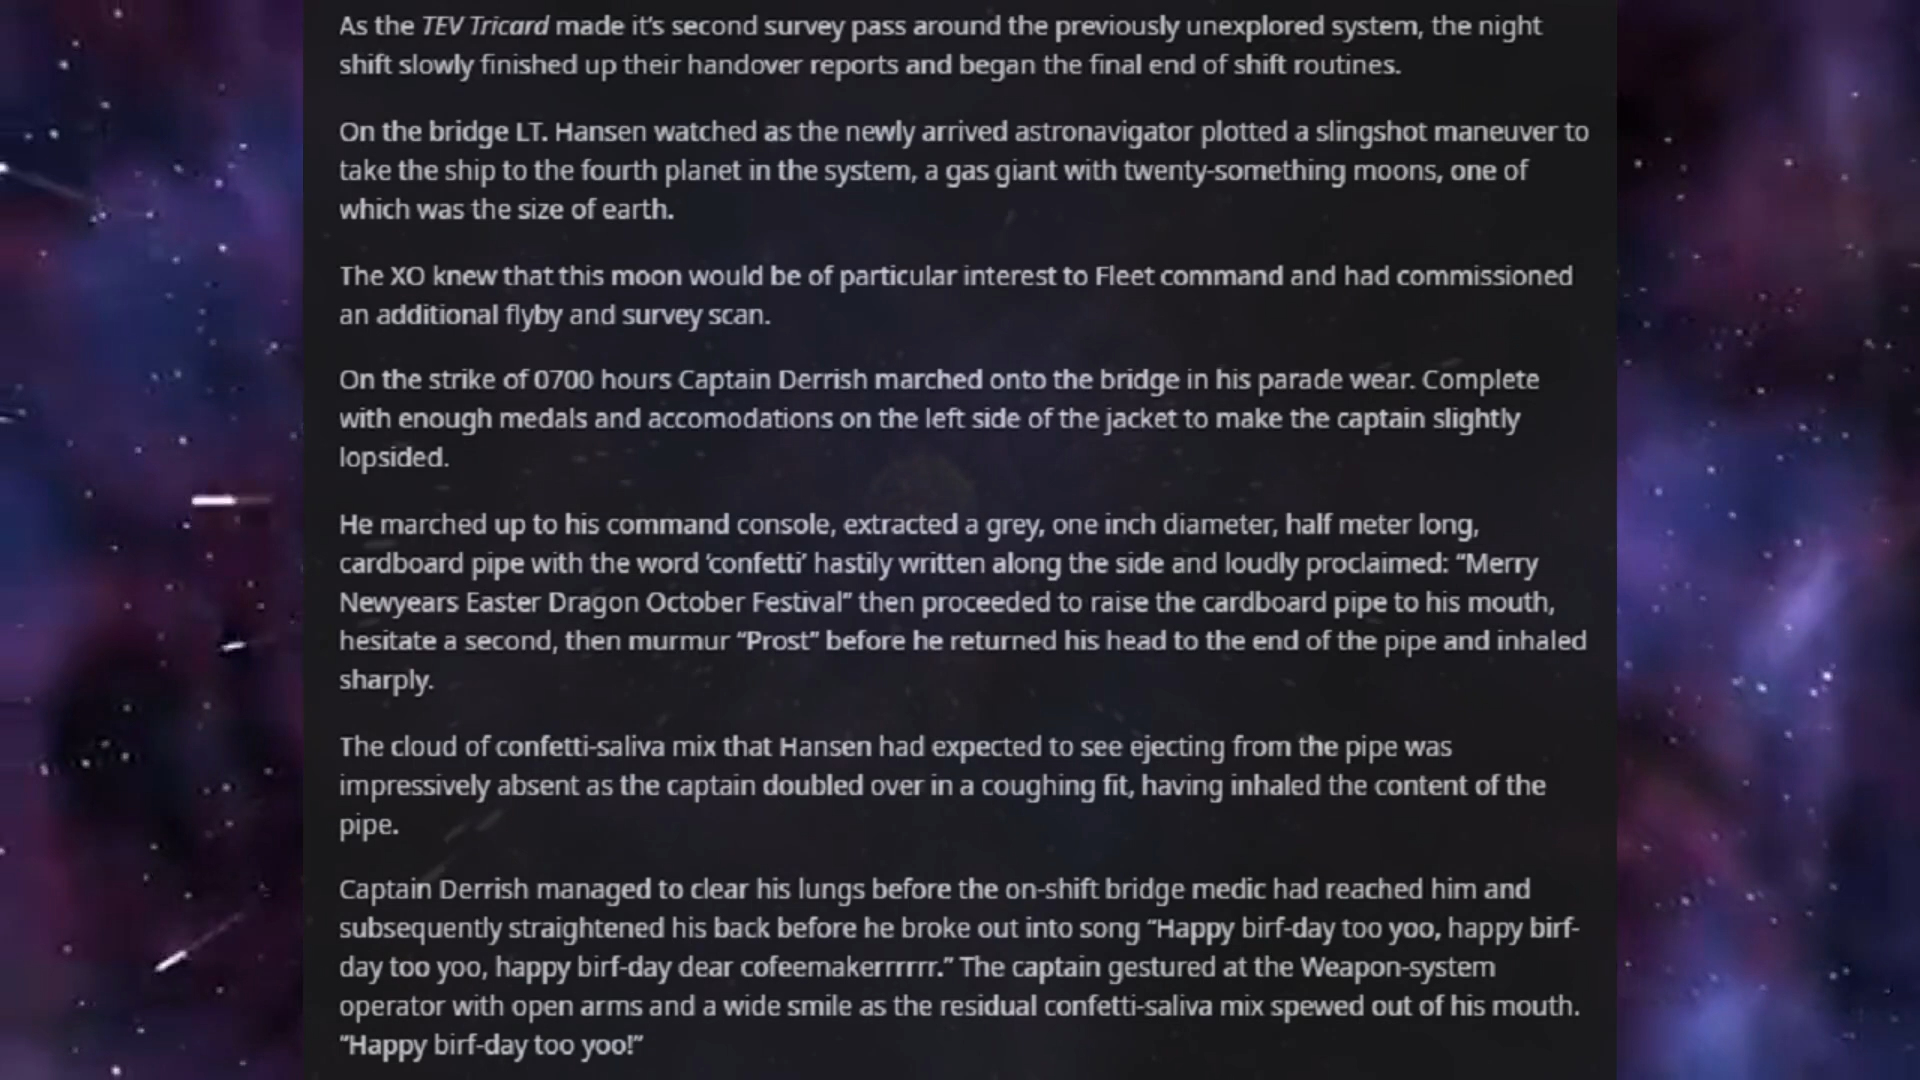 As the TEV Tricard made it’s second survey pass around the previously unexplored system, the night
shift slowly finished up their handover reports and began the final end of shift routines.
On the bridge LT. Hansen watched as the newly arrived astronavigator plotted a slingshot maneuver to
take the ship to the fourth planet in the system, a gas giant with twenty-something moons, one of
which was the size of earth.
The XO knew that this moon would be of particular interest to Fleet command and had commissioned
an additional flyby and survey scan.
On the strike of 0700 hours Captain Derrish marched onto the bridge in his parade wear. Complete
with enough medals and accomodations on the left side of the jacket to make the captain slightly
lopsided.
He marched up to his command console, extracted a grey, one inch diameter, half meter long,
cardboard pipe with the word ‘confetti’ hastily written along the side and loudly proclaimed: “Merry
Newyears Easter Dragon October Festival” then proceeded to raise the cardboard pipe to his mouth,
hesitate a second, then murmur “Prost” before he returned his head to the end of the pipe and inhaled
sharply.
The cloud of confetti-saliva mix that Hansen had expected to see ejecting from the pipe was
impressively absent as the captain doubled over in a coughing fit, having inhaled the content of the
pipe.
Captain Derrish managed to clear his lungs before the on-shift bridge medic had reached him and
subsequently straightened his back before he broke out into song “Happy birf-day too yoo, happy birf-
day too yoo, happy birf-day dear cofeemakerrrrrr.” The captain gestured at the Weapon-system
operator with open arms and a wide smile as the residual confetti-saliva mix spewed out of his mouth.
“Happy birf-day too yoo!”